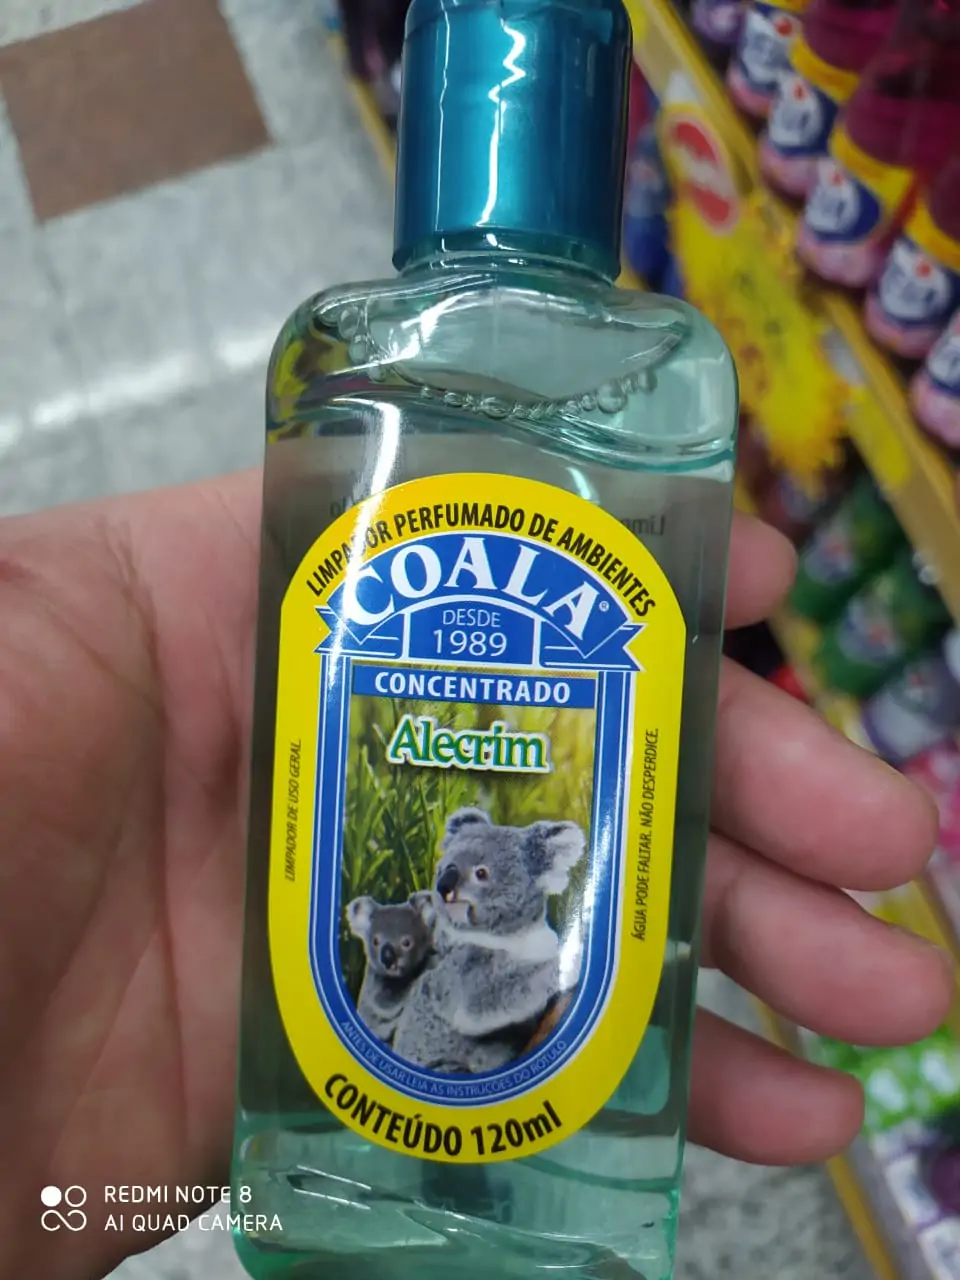 LIMPADOR PERFUMADO DE AMBIENTES
COALA®
DESDE
1989
CONCENTRADO
Alecrim
LIMPADOR DE USO GERAL.
ÁGUA PODE FALTAR. NÃO DESPERDICE.
ANTES DE USAR LEIA AS INSTRUÇÕES DO RÓTULO
CONTEÚDO 120ml
REDMI NOTE 8
AI QUAD CAMERA